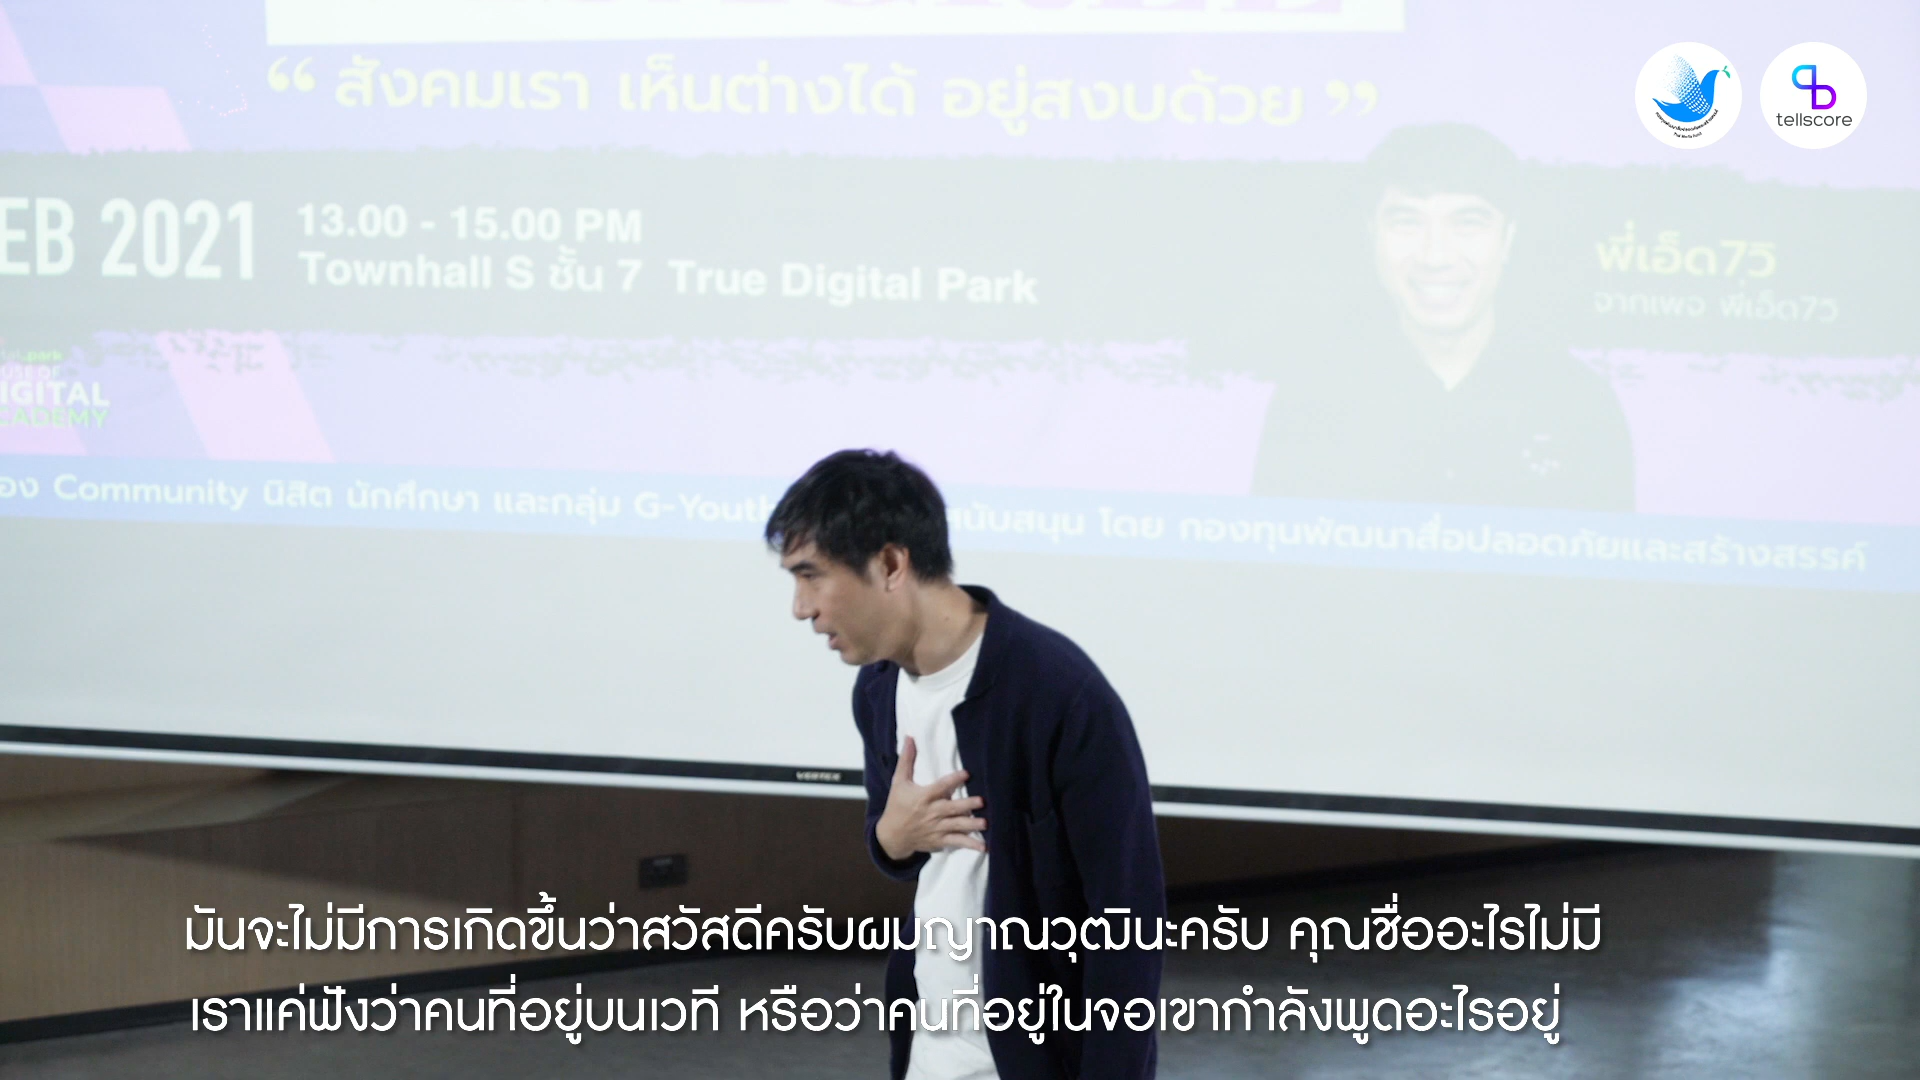 “ สังคมเรา เห็นต่างได้ อยู่สงบด้วย ”
tellscore
EB 2021
13.00 - 15.00 PM
Townhall S ชั้น 7 True Digital Park
พี่เอ็ด7วิ
จากเพจ พี่เอ็ด7วิ
DIGITAL
ACADEMY
Community นิสิต นักศึกษา และกลุ่ม G-Youth
สนับสนุน โดย กองทุนพัฒนาสื่อปลอดภัยและสร้างสรรค์
VERTEX
มันจะไม่มีการเกิดขึ้นว่าสวัสดีครับผมญาณวุฒินะครับ คุณชื่ออะไรไม่มี
เราแค่ฟังว่าคนที่อยู่บนเวที หรือว่าคนที่อยู่ในจอเขากำลังพูดอะไรอยู่